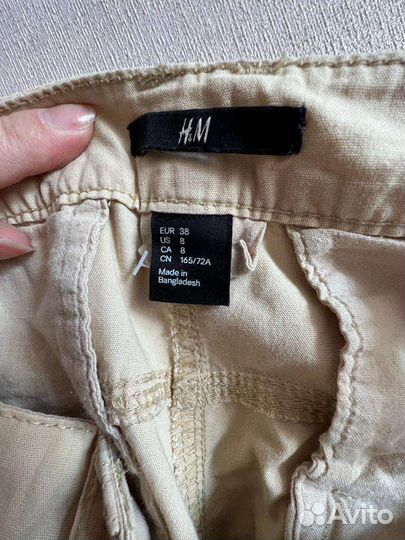 H&M
EUR 38
US 8
CA 8
CN 165/72A
Made in
Bangladesh
Avito